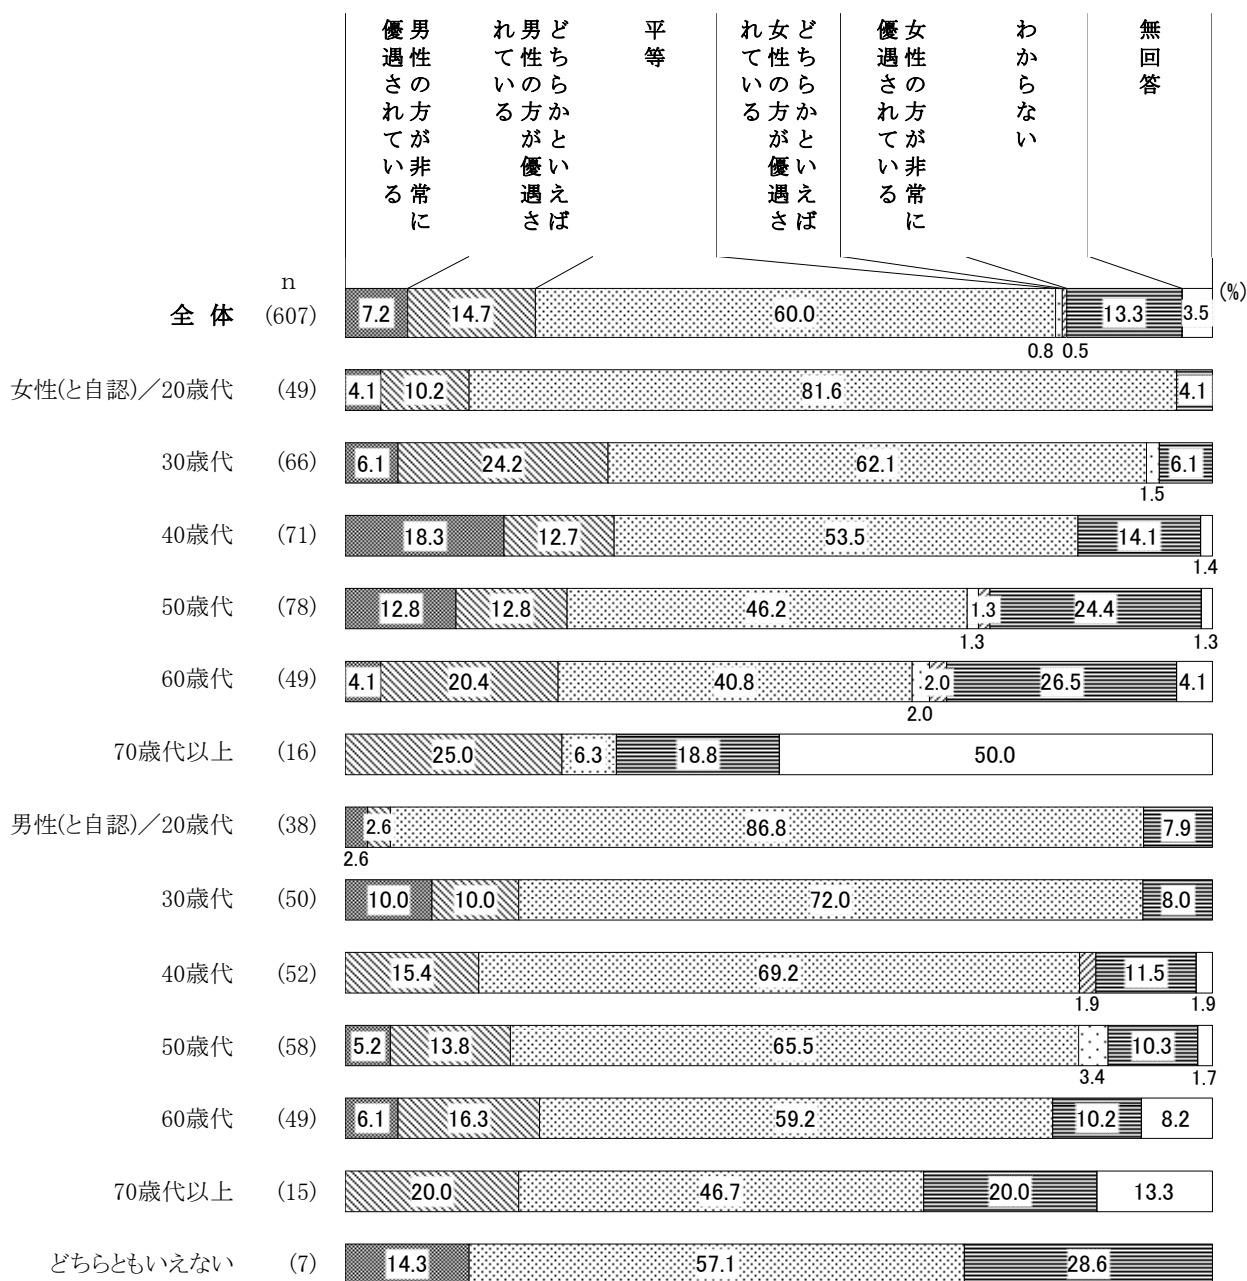 男性の方が非常に
優遇されている
どちらかといえば
男性の方が優遇さ
れている
平等
どちらかといえば
女性の方が優遇さ
れている
女性の方が非常に
優遇されている
わからない
無回答
n
(%)
全 体 (607) 7.2 14.7 60.0 13.3 3.5
0.8 0.5
女性(と自認)／20歳代 (49) 4.1 10.2 81.6 4.1
30歳代 (66) 6.1 24.2 62.1 6.1
1.5
40歳代 (71) 18.3 12.7 53.5 14.1
1.4
50歳代 (78) 12.8 12.8 46.2 1.3 24.4
1.3 1.3
60歳代 (49) 4.1 20.4 40.8 2.0 26.5 4.1
2.0
70歳代以上 (16) 25.0 6.3 18.8 50.0
男性(と自認)／20歳代 (38) 2.6 86.8 7.9
2.6
30歳代 (50) 10.0 10.0 72.0 8.0
40歳代 (52) 15.4 69.2 11.5
1.9 1.9
50歳代 (58) 5.2 13.8 65.5 10.3
3.4 1.7
60歳代 (49) 6.1 16.3 59.2 10.2 8.2
70歳代以上 (15) 20.0 46.7 20.0 13.3
どちらともいえない (7) 14.3 57.1 28.6